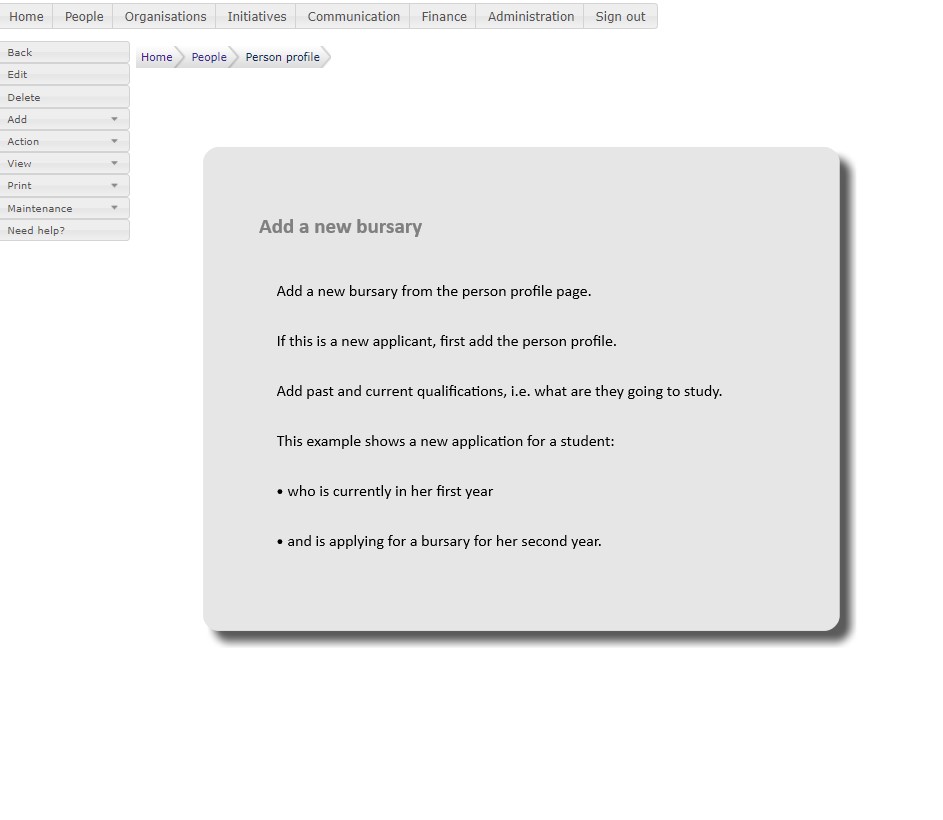 Home People Organisations Initiatives Communication Finance Administration Sign out
Back
Edit
Delete
Add
Action
View
Print
Maintenance
Need help?
Home People Person profile
Add a new bursary
Add a new bursary from the person profile page.
If this is a new applicant, first add the person profile.
Add past and current qualifications, i.e. what are they going to study.
This example shows a new application for a student:
• who is currently in her first year
• and is applying for a bursary for her second year.